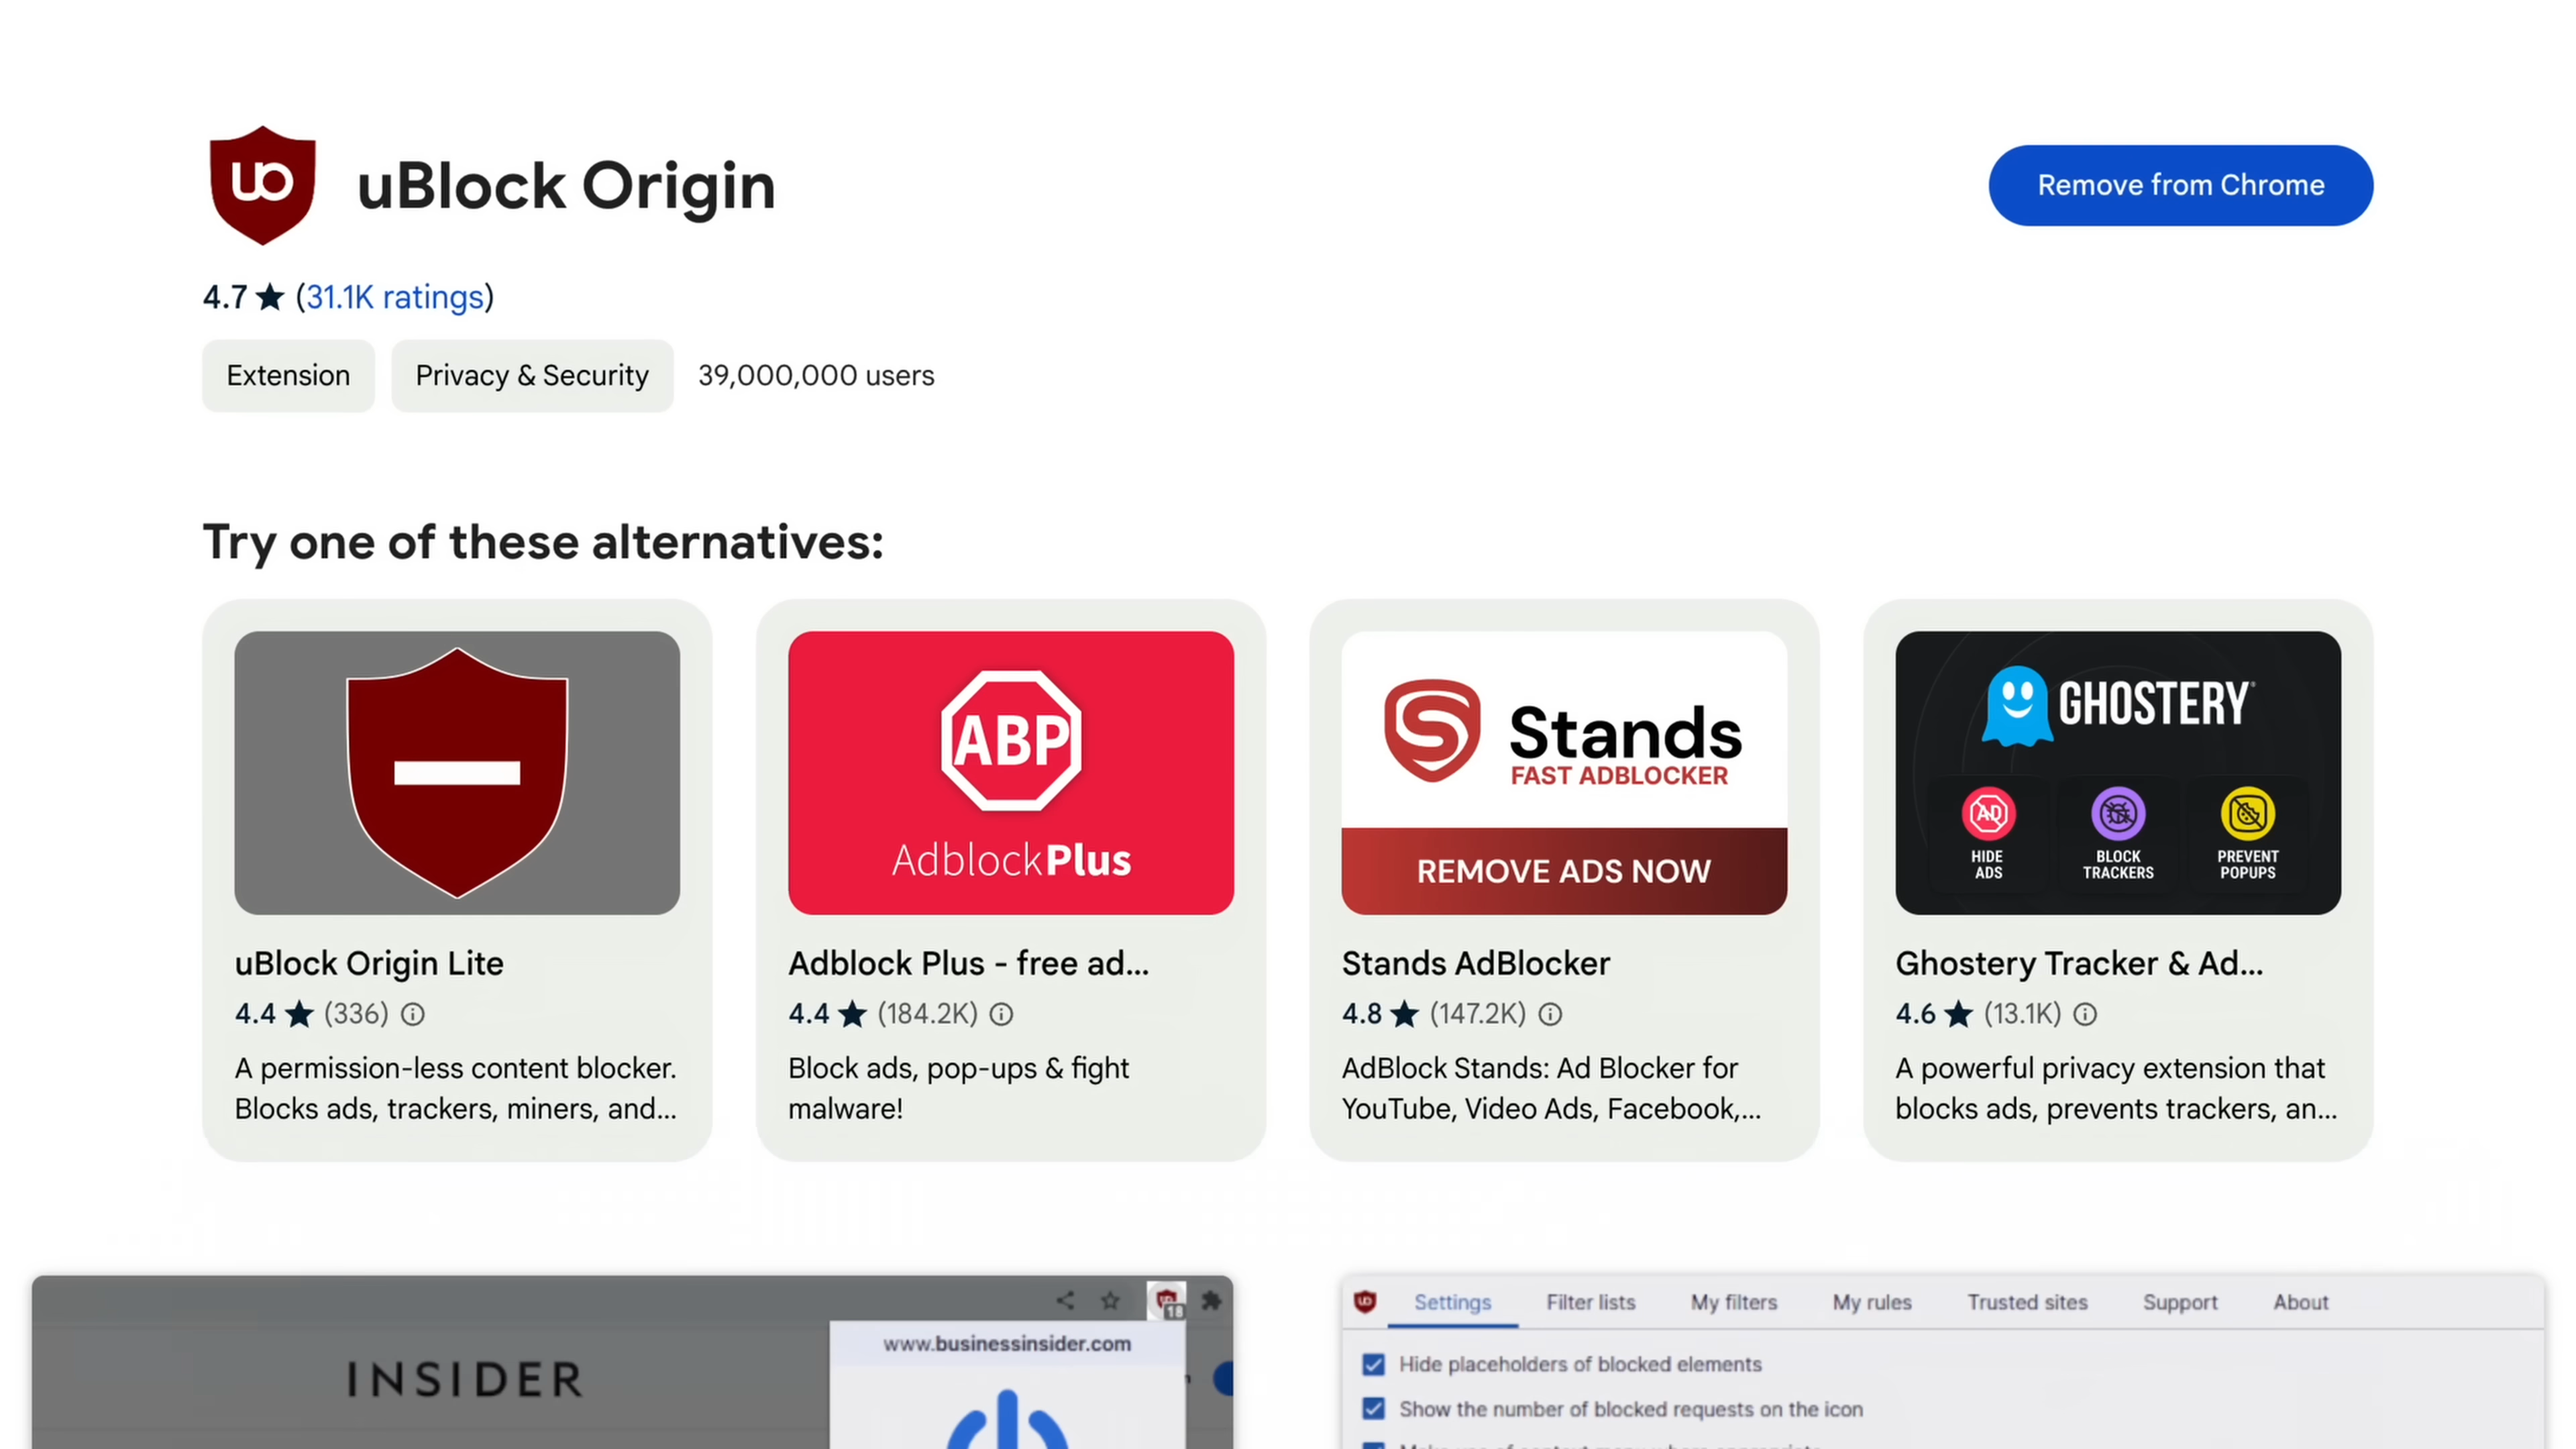 uBlock Origin
Remove from Chrome
4.7 ★ (31.1K ratings)
Extension
Privacy & Security
39,000,000 users
Try one of these alternatives:
ABP
AdblockPlus
Stands
FAST ADBLOCKER
REMOVE ADS NOW
GHOSTERY
AD
HIDE
ADS
BLOCK
TRACKERS
PREVENT
POPUPS
uBlock Origin Lite
4.4 ★ (336)
A permission-less content blocker.
Blocks ads, trackers, miners, and...
Adblock Plus - free ad...
4.4 ★ (184.2K)
Block ads, pop-ups & fight
malware!
Stands AdBlocker
4.8 ★ (147.2K)
AdBlock Stands: Ad Blocker for
YouTube, Video Ads, Facebook,...
Ghostery Tracker & Ad...
4.6 ★ (13.1K)
A powerful privacy extension that
blocks ads, prevents trackers, an...
18
www.businessinsider.com
INSIDER
Settings
Filter lists
My filters
My rules
Trusted sites
Support
About
Hide placeholders of blocked elements
Show the number of blocked requests on the icon